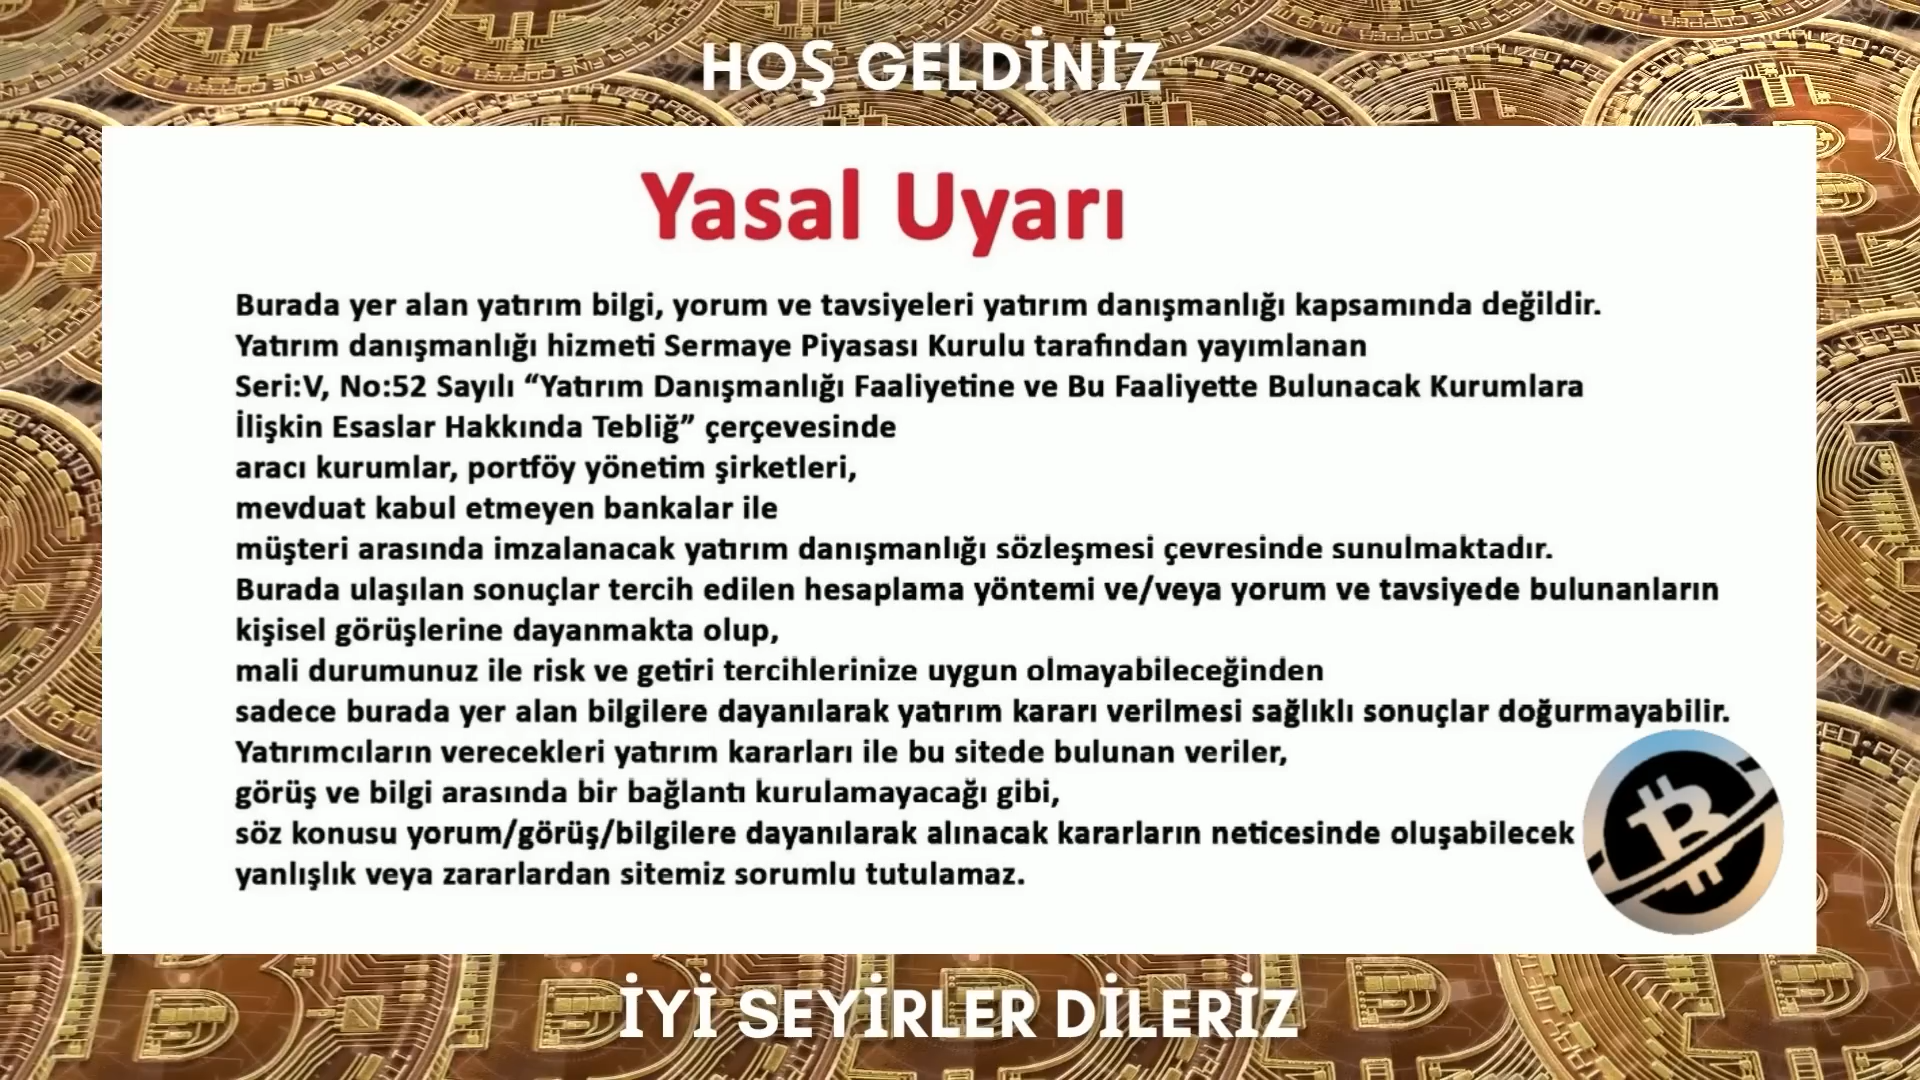 HOŞ GELDİNİZ
Yasal Uyarı
Burada yer alan yatırım bilgi, yorum ve tavsiyeleri yatırım danışmanlığı kapsamında değildir.
Yatırım danışmanlığı hizmeti Sermaye Piyasası Kurulu tarafından yayımlanan
Seri:V, No:52 Sayılı “Yatırım Danışmanlığı Faaliyetine ve Bu Faaliyette Bulunacak Kurumlara
İlişkin Esaslar Hakkında Tebliğ” çerçevesinde
aracı kurumlar, portföy yönetim şirketleri,
mevduat kabul etmeyen bankalar ile
müşteri arasında imzalanacak yatırım danışmanlığı sözleşmesi çevresinde sunulmaktadır.
Burada ulaşılan sonuçlar tercih edilen hesaplama yöntemi ve/veya yorum ve tavsiyede bulunanların
kişisel görüşlerine dayanmakta olup,
mali durumunuz ile risk ve getiri tercihlerinize uygun olmayabileceğinden
sadece burada yer alan bilgilere dayanılarak yatırım kararı verilmesi sağlıklı sonuçlar doğurmayabilir.
Yatırımcıların verecekleri yatırım kararları ile bu sitede bulunan veriler,
görüş ve bilgi arasında bir bağlantı kurulamayacağı gibi,
söz konusu yorum/görüş/bilgilere dayanılarak alınacak kararların neticesinde oluşabilecek
yanlışlık veya zararlardan sitemiz sorumlu tutulamaz.
İYİ SEYİRLER DİLERİZ